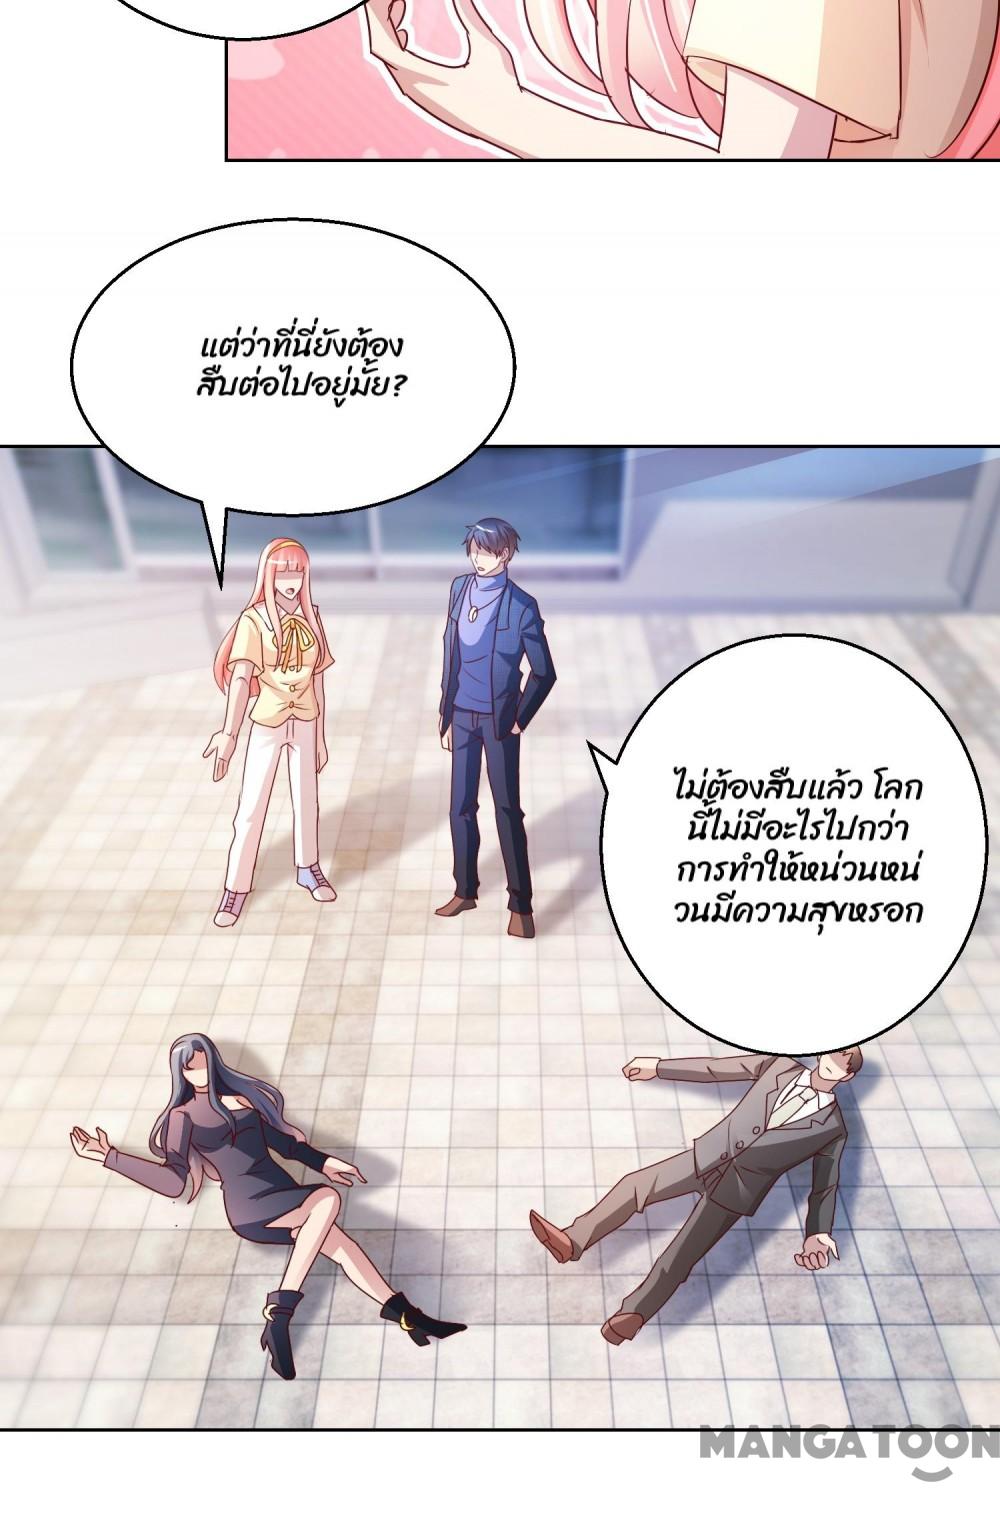 แต่ว่าที่นี่ยังต้อง
สืบต่อไปอยู่มั้ย?
ไม่ต้องสืบแล้ว โลก
นี้ไม่มีอะไรไปกว่า
การทำให้หน่วนหน่
วนมีความสุขหรอก
MANGATOON